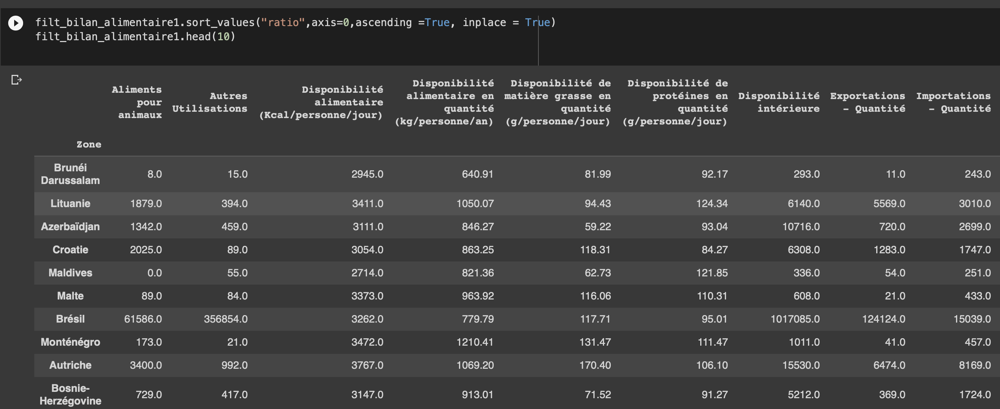 filt_bilan_alimentaire1.sort_values("ratio",axis=0,ascending =True, inplace = True)
filt_bilan_alimentaire1.head(10)
Aliments pour animaux Autres Utilisations Disponibilité alimentaire (Kcal/personne/jour) Disponibilité alimentaire en quantité (kg/personne/an) Disponibilité de matière grasse en quantité (g/personne/jour) Disponibilité de protéines en quantité (g/personne/jour) Disponibilité intérieure Exportations - Quantité Importations - Quantité
Zone
Brunéi Darussalam 8.0 15.0 2945.0 640.91 81.99 92.17 293.0 11.0 243.0
Lituanie 1879.0 394.0 3411.0 1050.07 94.43 124.34 6140.0 5569.0 3010.0
Azerbaïdjan 1342.0 459.0 3111.0 846.27 59.22 93.04 10716.0 720.0 2699.0
Croatie 2025.0 89.0 3054.0 863.25 118.31 84.27 6308.0 1283.0 1747.0
Maldives 0.0 55.0 2714.0 821.36 62.73 121.85 336.0 54.0 251.0
Malte 89.0 84.0 3373.0 963.92 116.06 110.31 608.0 21.0 433.0
Brésil 61586.0 356854.0 3262.0 779.79 117.71 95.01 1017085.0 124124.0 15039.0
Monténégro 173.0 21.0 3472.0 1210.41 131.47 111.47 1011.0 41.0 457.0
Autriche 3400.0 992.0 3767.0 1069.20 170.40 106.10 15530.0 6474.0 8169.0
Bosnie-Herzégovine 729.0 417.0 3147.0 913.01 71.52 91.27 5212.0 369.0 1724.0